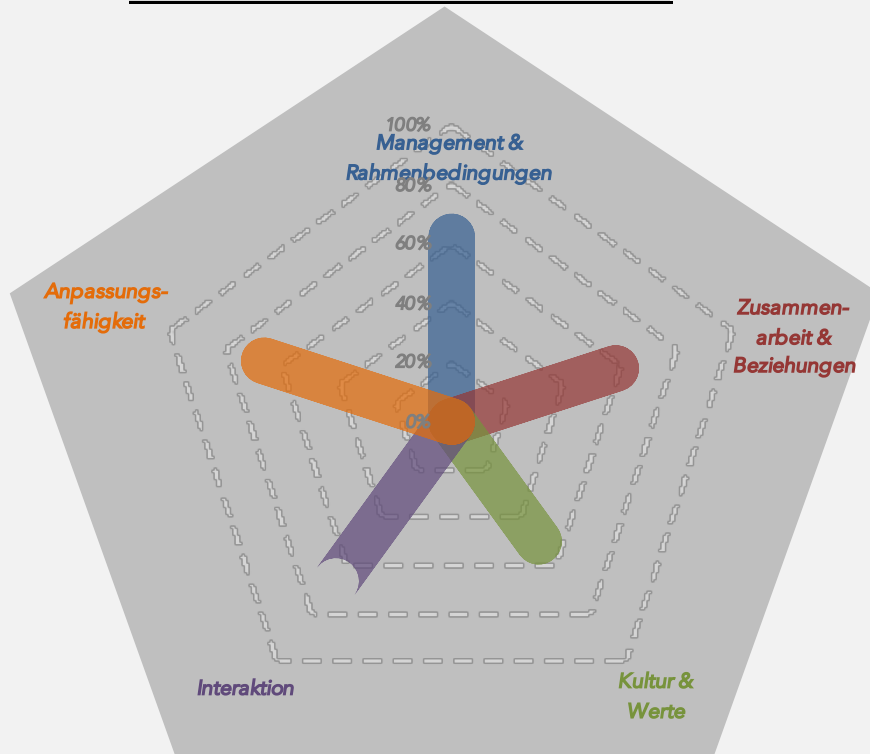 100%
Management &
Rahmenbedingungen
80%
60%
Anpassungs-
fähigkeit
40%
Zusammen-
arbeit &
Beziehungen
20%
0%
Interaktion
Kultur &
Werte